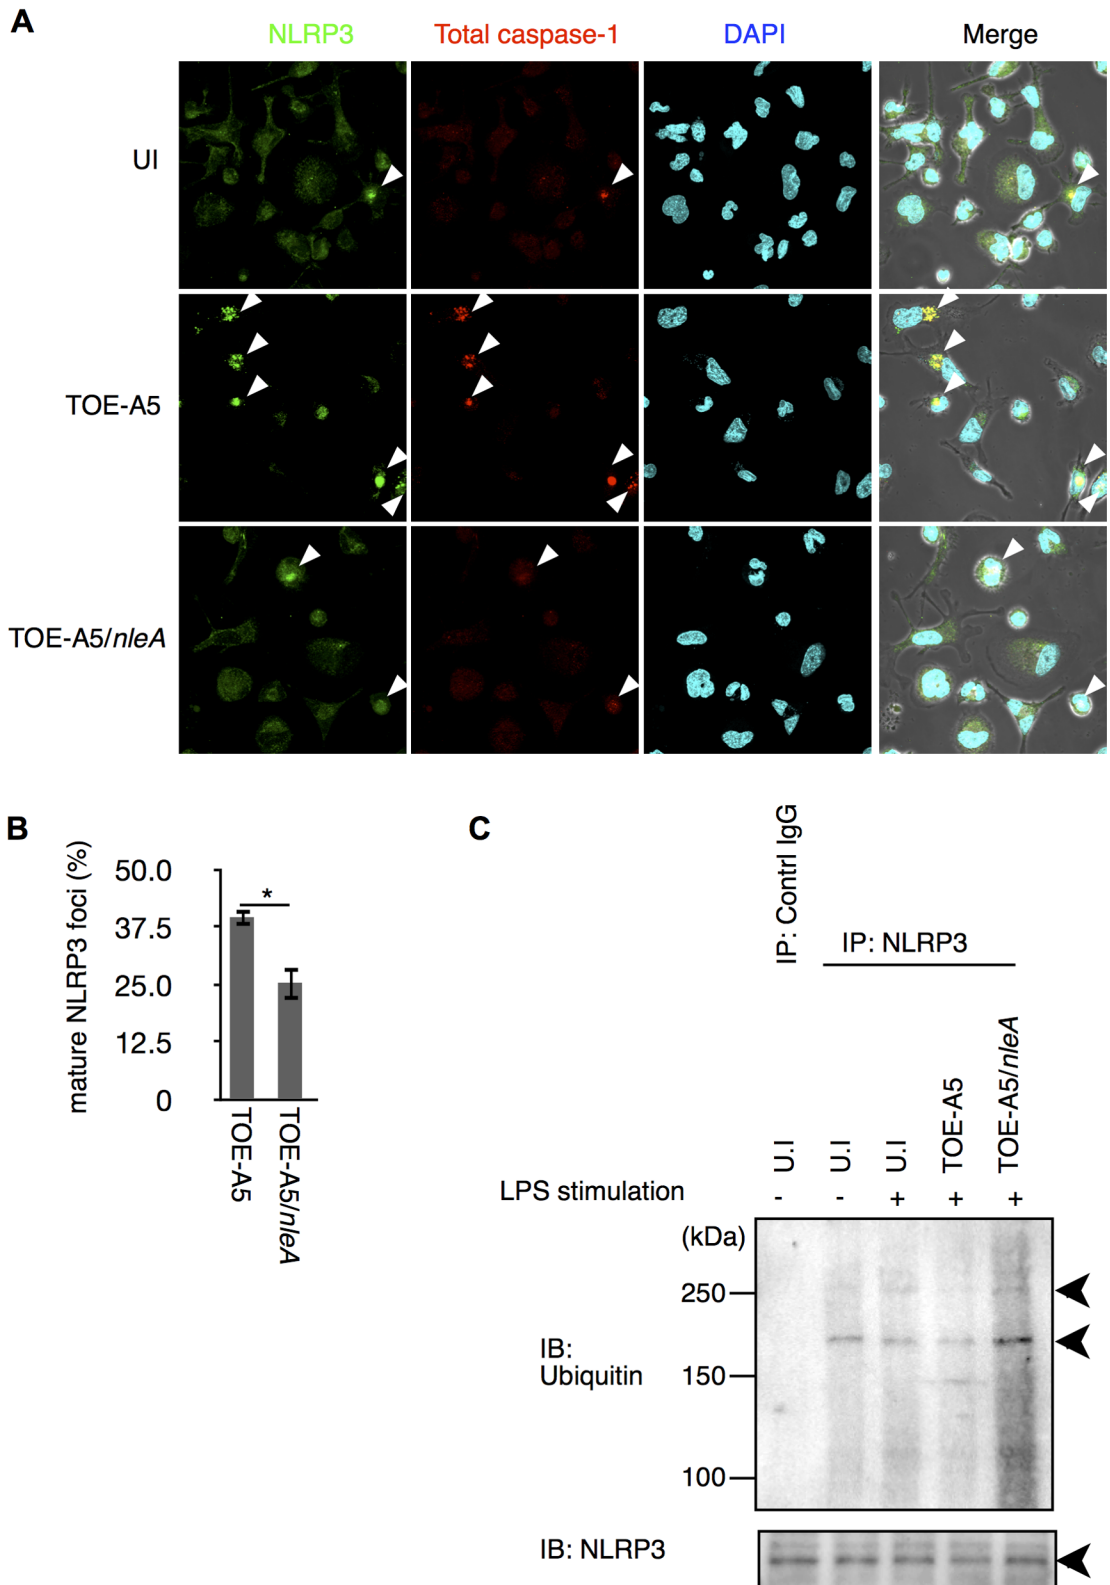 A
NLRP3 Total caspase-1 DAPI Merge
UI
TOE-A5
TOE-A5/nleA
B
mature NLRP3 foci (%)
50.0
37.5
25.0
12.5
0
*
TOE-A5
TOE-A5/nleA
C
IP: Contrl IgG
IP: NLRP3
U.I
U.I
U.I
TOE-A5
TOE-A5/nleA
LPS stimulation - - + + +
(kDa)
250
150
100
IB:
Ubiquitin
IB: NLRP3